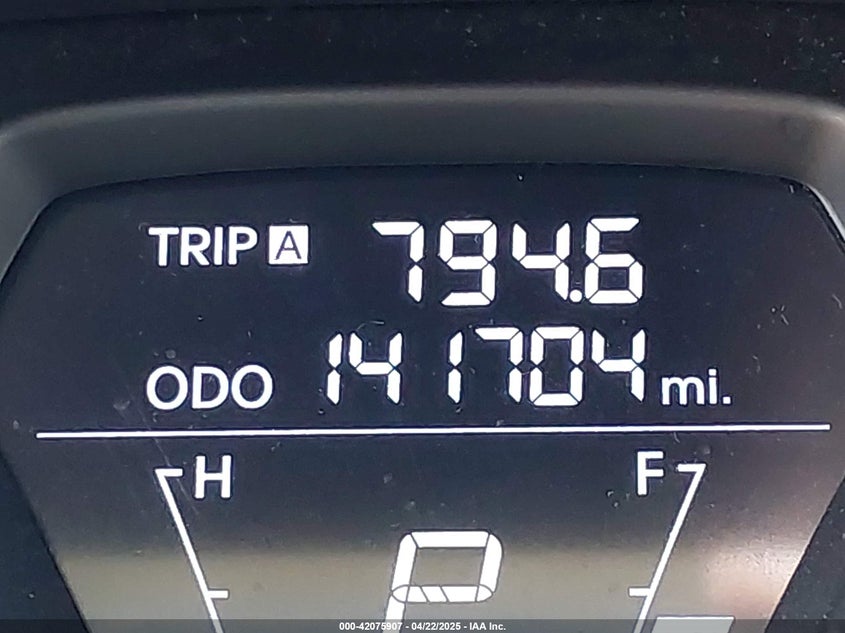 TRIP A 794.6
ODO 141704 mi.
H F
P
000-42075907 - 04/22/2025 - IAA Inc.